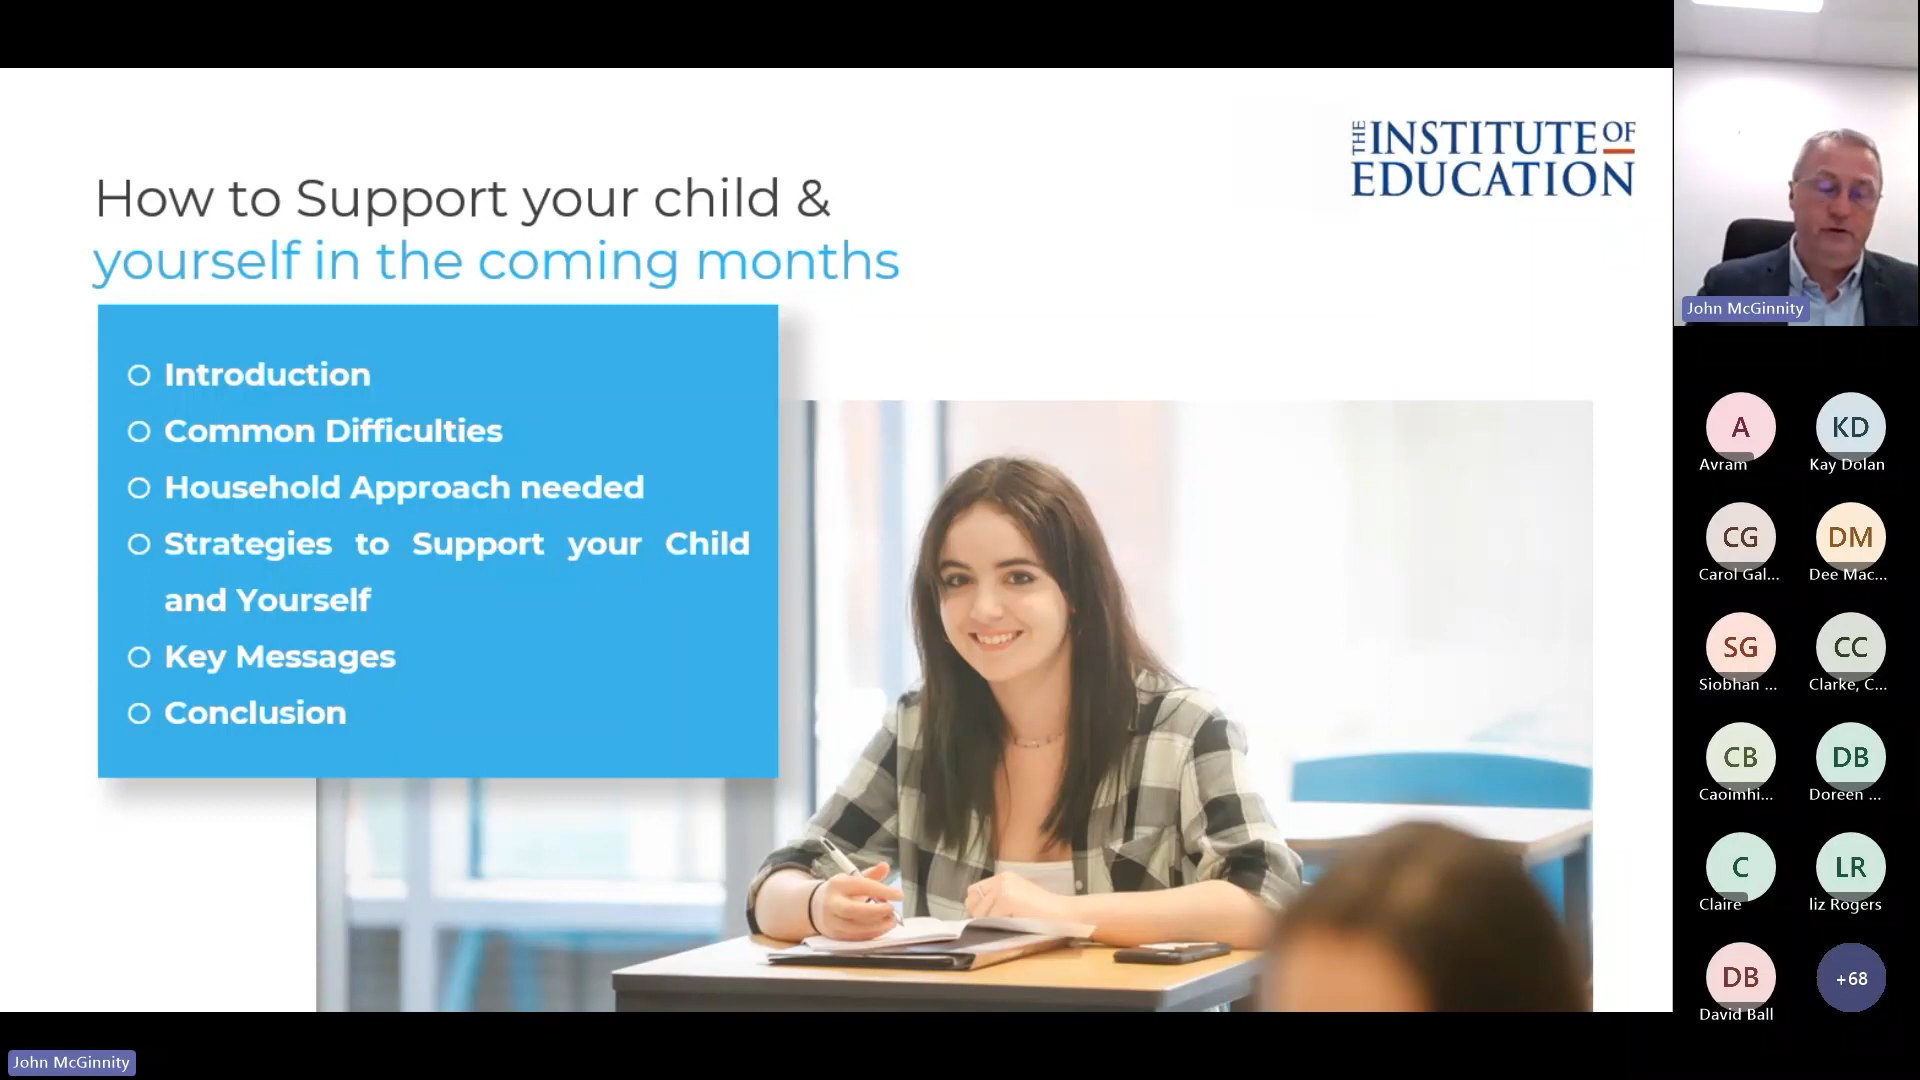 How to Support your child &
yourself in the coming months
THE INSTITUTE OF
EDUCATION
Introduction
Common Difficulties
Household Approach needed
Strategies to Support your Child
and Yourself
Key Messages
Conclusion
John McGinnity
A
Avram
KD
Kay Dolan
CG
Carol Gal...
DM
Dee Mac...
SG
Siobhan ...
CC
Clarke, C...
CB
Caoimhi...
DB
Doreen ...
C
Claire
LR
liz Rogers
DB
David Ball
+68
John McGinnity